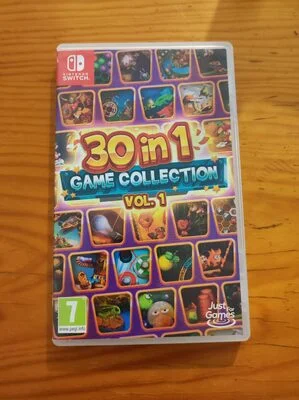 NINTENDO
SWITCH
30 in 1
GAME COLLECTION
VOL. 1
7
www.pegi.info
Just For
Games